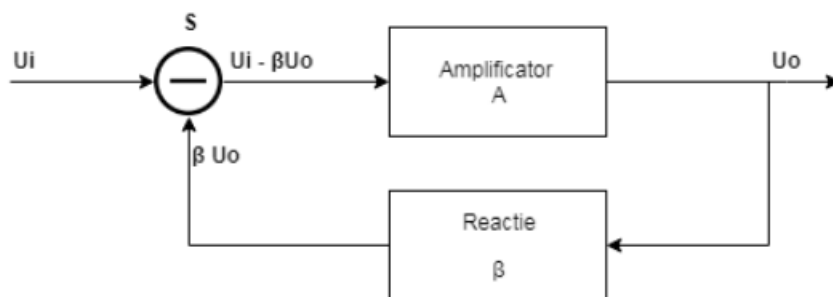 S
Ui
Ui - βUo
Amplificator
A
Uo
β Uo
Reactie
β